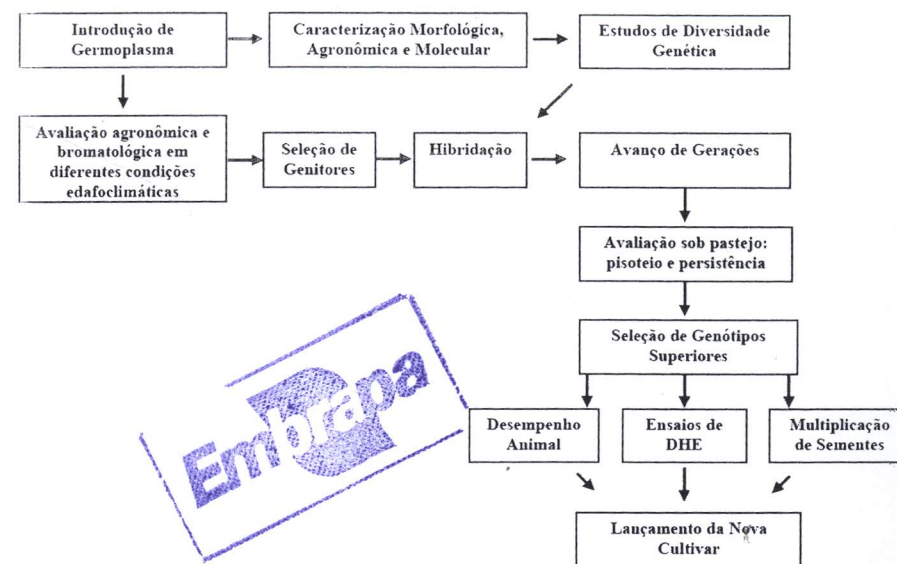 Introdução de
Germoplasma
Caracterização Morfológica,
Agronômica e Molecular
Estudos de Diversidade
Genética
Avaliação agronômica e
bromatológica em
diferentes condições
edafoclimáticas
Seleção de
Genitores
Hibridação
Avanço de Gerações
Avaliação sob pastejo:
pisoteio e persistência
Seleção de Genótipos
Superiores
Desempenho
Animal
Ensaios de
DHE
Multiplicação
de Sementes
Lançamento da Nova
Cultivar
Embrapa